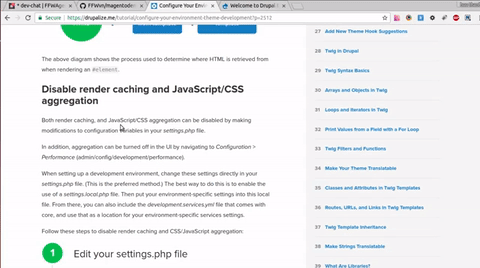 * dev-chat | FFWAge
FFWvn/magentodev
Configure Your Envir
Welcome to Drupal |
Secure | https://drupalize.me/tutorial/configure-your-environment-theme-development?p=2512
The above diagram shows the process used to determine where HTML is retrieved from
when rendering an #element.
Disable render caching and JavaScript/CSS
aggregation
Both render caching, and JavaScript/CSS aggregation can be disabled by
making modifications to configuration variables in your settings.php file.
In addition, aggregation can be turned off in the UI by navigating to Configuration >
Performance (admin/config/development/performance).
When setting up a development environment, change these settings directly in your
settings.php file. (This is the preferred method.) The best way to do this is to enable the
use of a settings.local.php file. Then put your environment-specific settings into this local
file. From there, you can also include the development.services.yml file that comes with
core, and use that as a location for your environment-specific services settings.
Follow these steps to disable render caching and CSS/JavaScript aggregation:
1 Edit your settings.php file
27 Add New Theme Hook Suggestions
28 Twig in Drupal
29 Twig Syntax Basics
30 Arrays and Objects in Twig
31 Loops and Iterators in Twig
32 Print Values from a Field with a For Loop
33 Twig Filters and Functions
34 Make Your Theme Translatable
35 Classes and Attributes in Twig Templates
36 Routes, URLs, and Links in Twig Templates
37 Twig Template Inheritance
38 Make Strings Translatable
39 What Are Libraries?